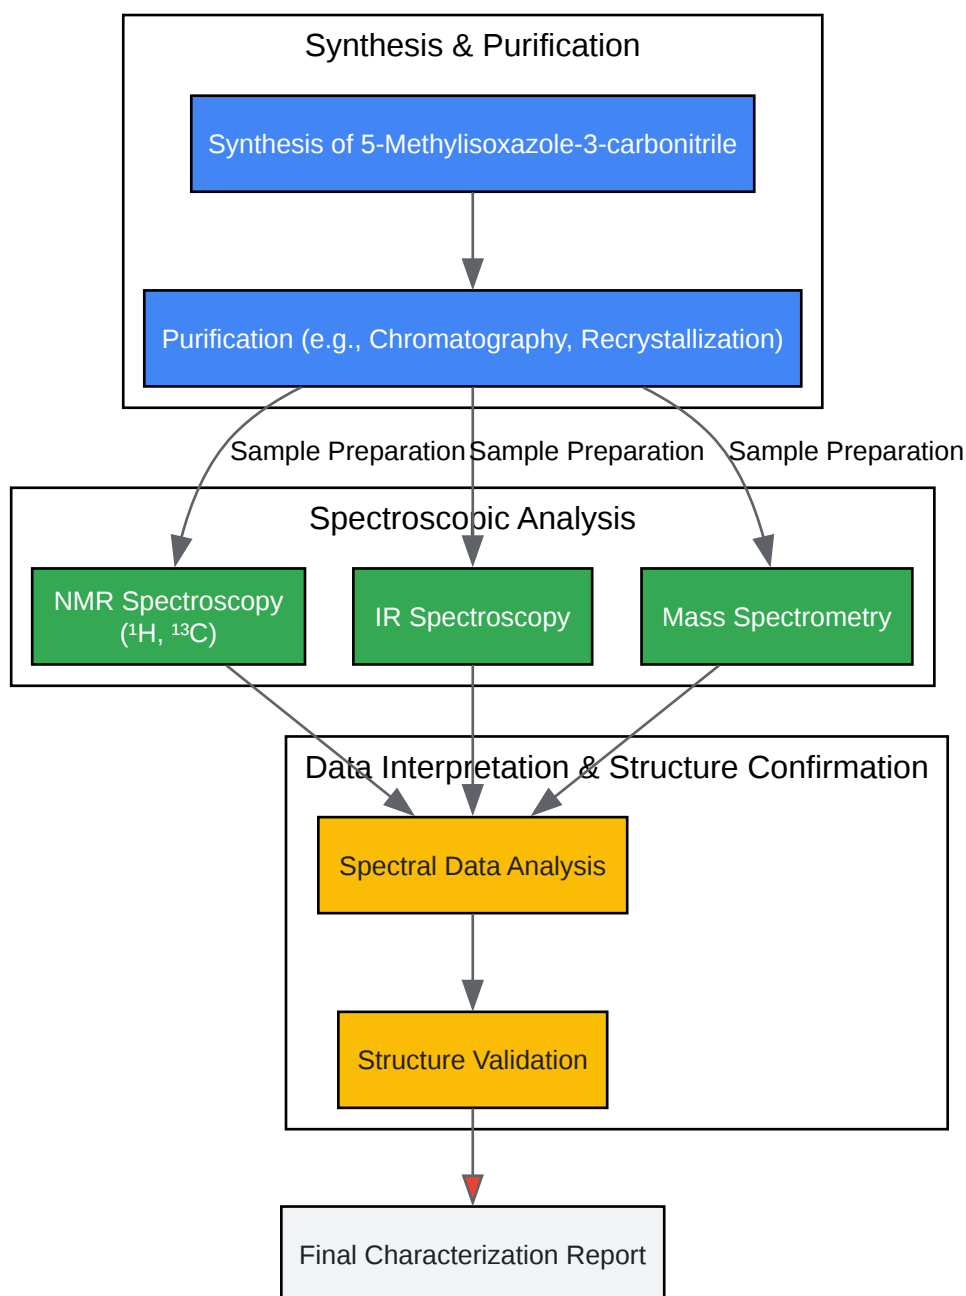 Synthesis & Purification
Synthesis of 5-Methylisoxazole-3-carbonitrile
Purification (e.g., Chromatography, Recrystallization)
Sample Preparation
Sample Preparation
Sample Preparation
Spectroscopic Analysis
NMR Spectroscopy
(¹H, ¹³C)
IR Spectroscopy
Mass Spectrometry
Data Interpretation & Structure Confirmation
Spectral Data Analysis
Structure Validation
Final Characterization Report